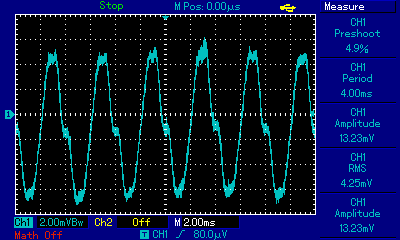 Stop M Pos: 0.00µs Measure
CH1
Preshoot
4.9%
CH1
Period
4.00ms
1
CH1
Amplitude
13.23mV
CH1
RMS
4.25mV
CH1
Amplitude
13.23mV
Ch1 2.00mVBw Ch2 Off M 2.00ms
Math Off T CH1 80.0µV